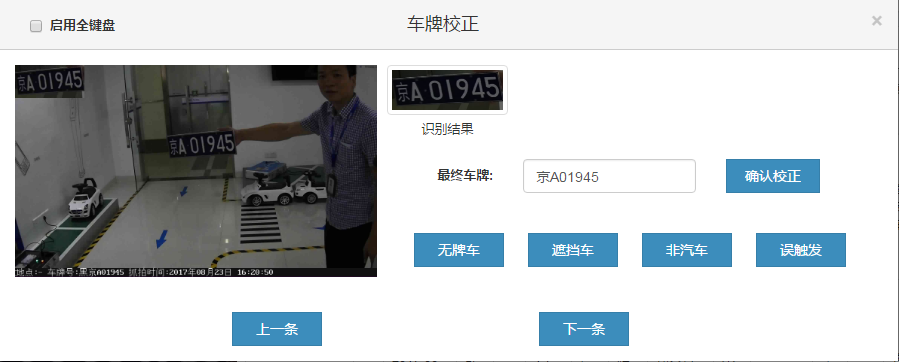 启用全键盘
车牌校正
×
京A 01945
京A 01945
京A 01945
识别结果
最终车牌:
京A01945
确认校正
无牌车
遮挡车
非汽车
误触发
地点:- 车牌号:黑京A01945 抓拍时间:2017年08月23日 16:20:50
上一条
下一条